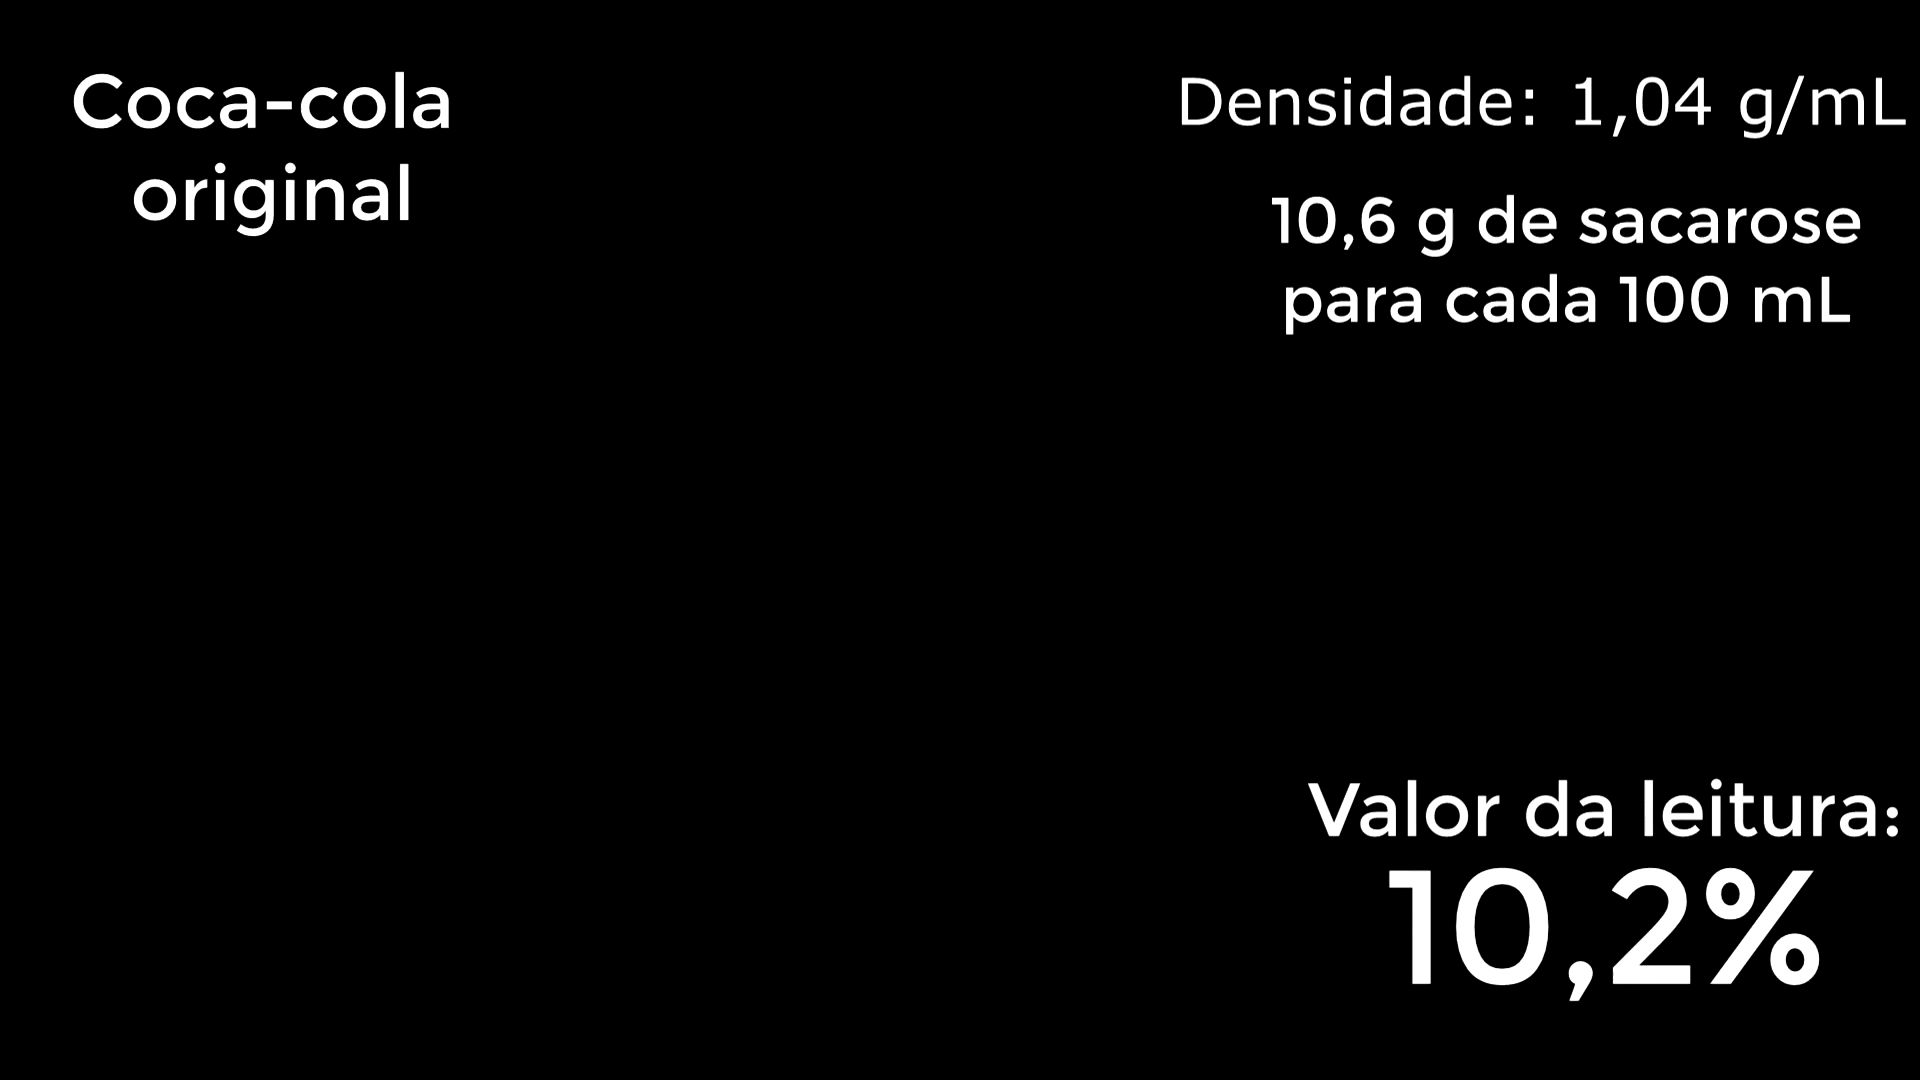 Coca-cola
original
Densidade: 1,04 g/mL
10,6 g de sacarose
para cada 100 mL
Valor da leitura:
10,2%